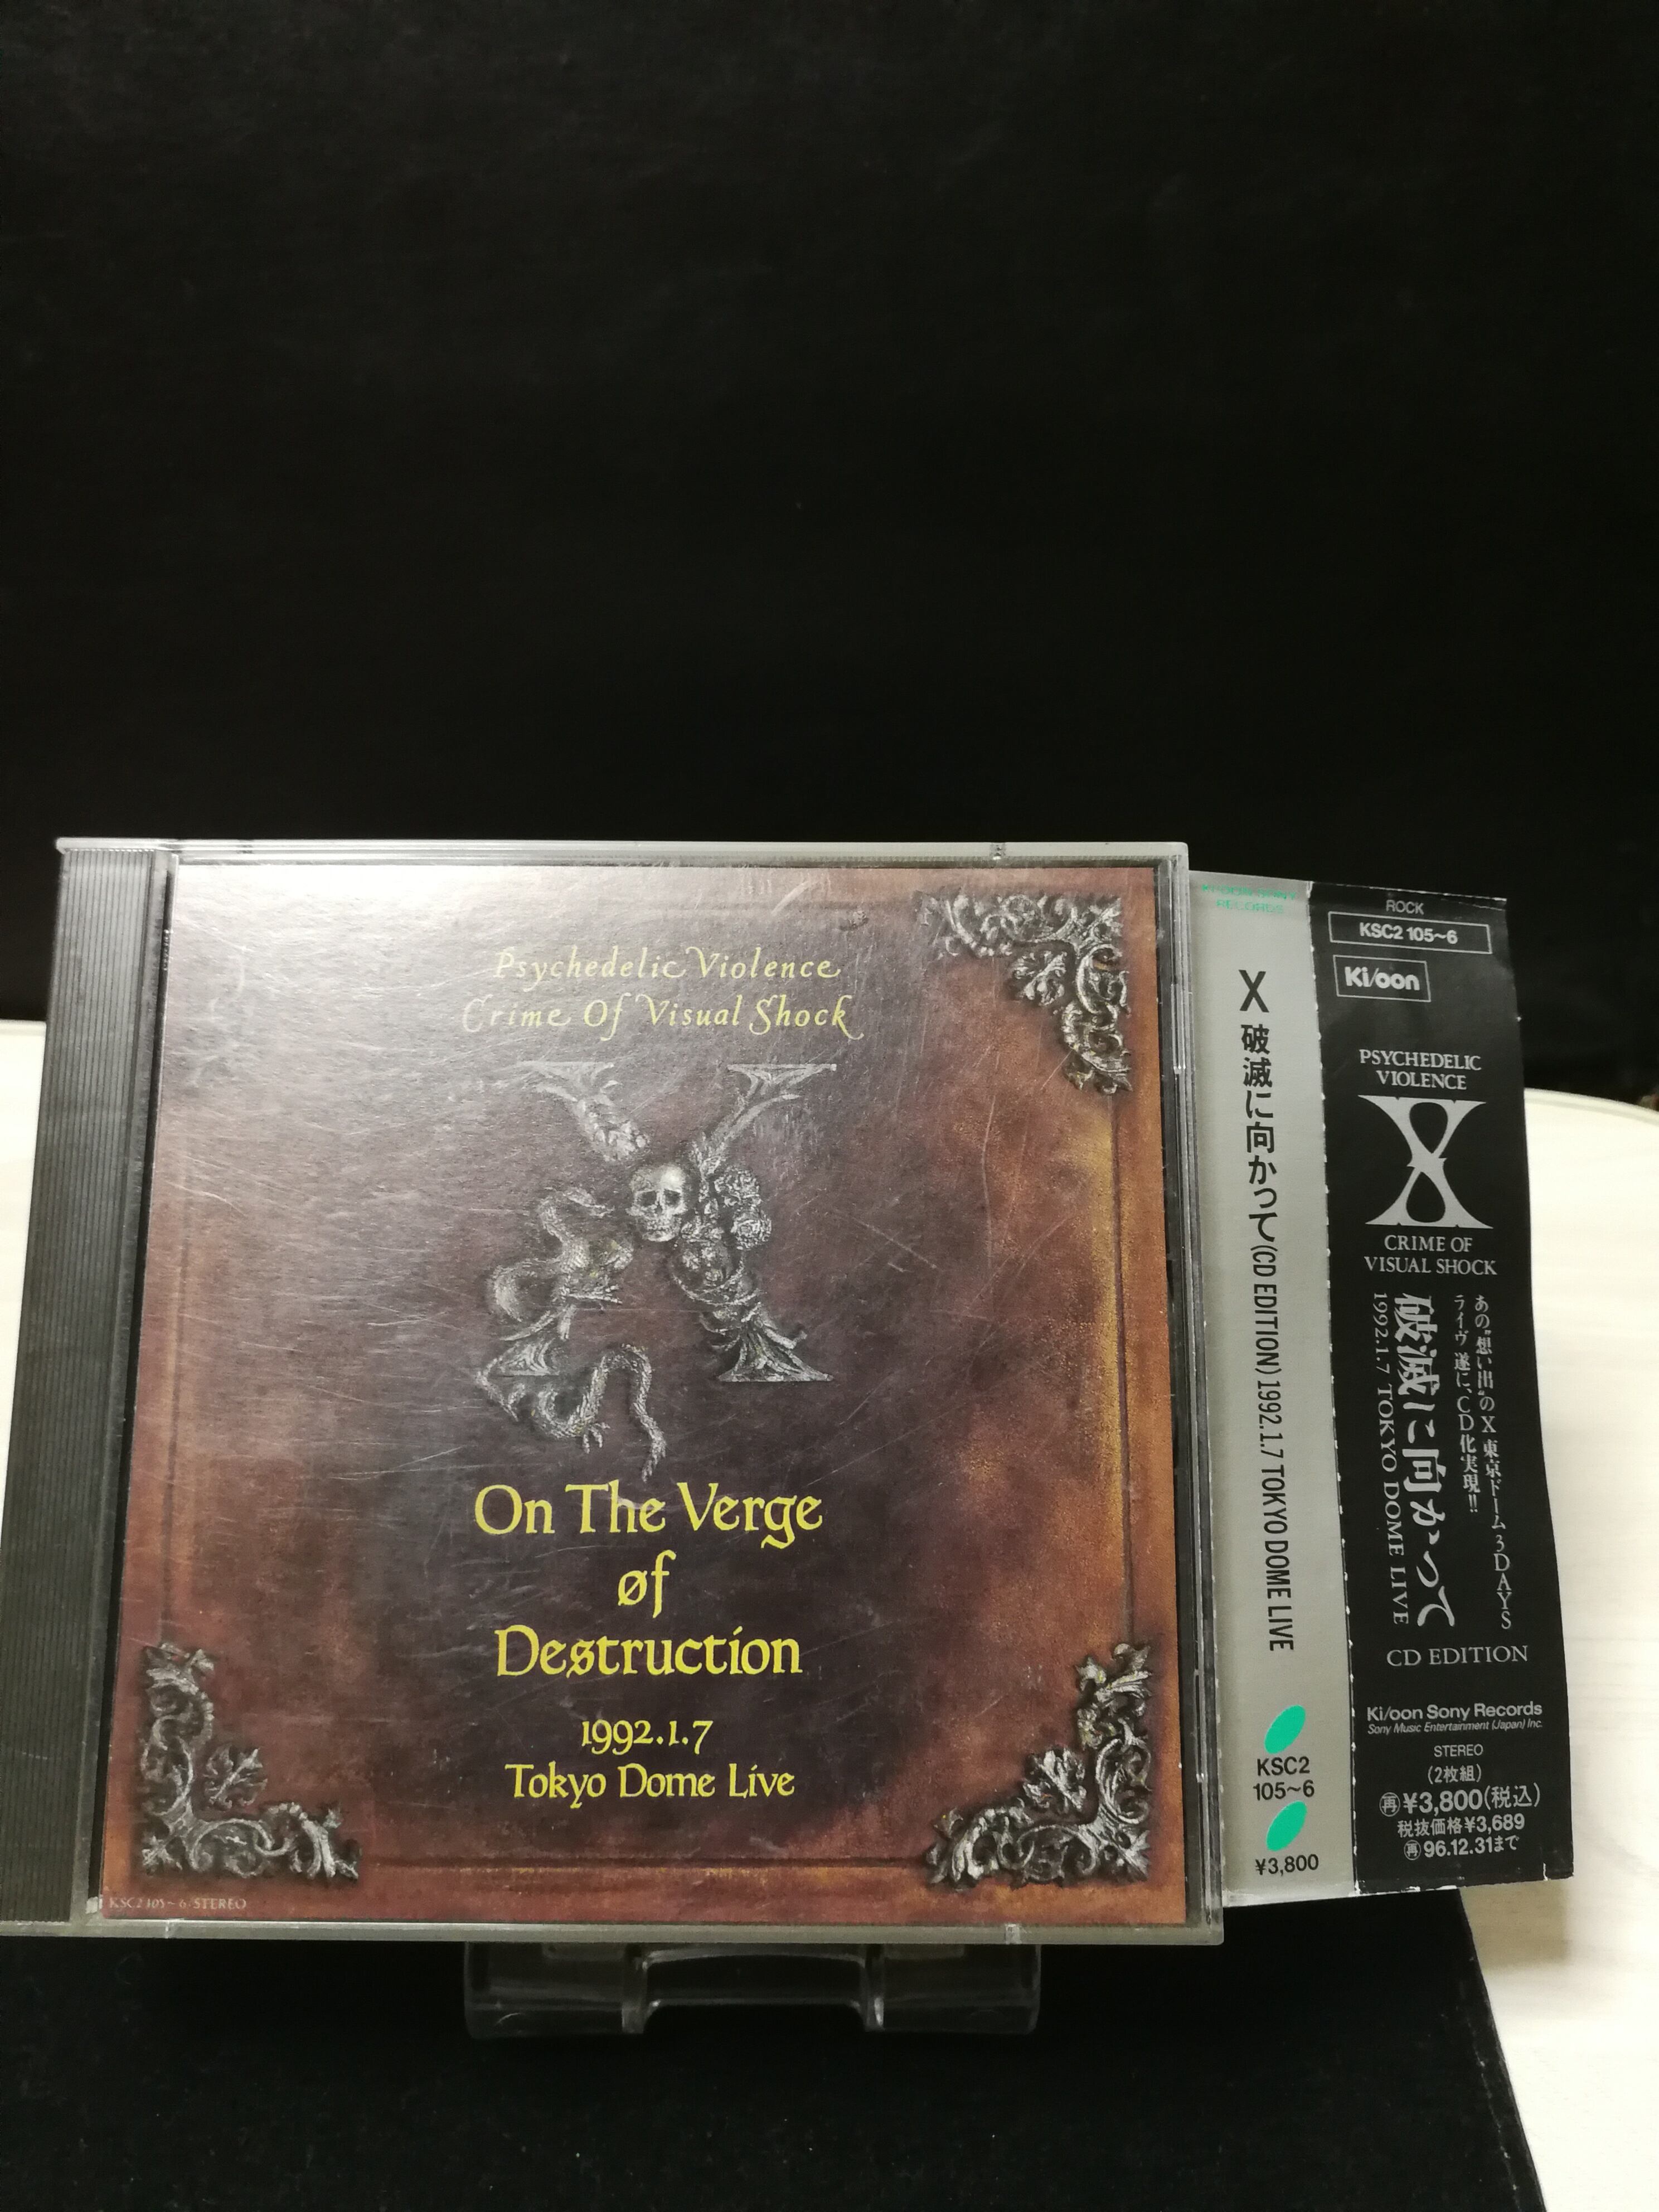 Psychedelic Violence
Crime Of Visual Shock
X
On The Verge
øf
Destruction
1992.1.7
Tokyo Dome Live
KSC2 105~6 STEREO
RECORDS
X 破滅に向かって(CD EDITION) 1992.1.7 TOKYO DOME LIVE
KSC2
105~6
¥3,800
ROCK
KSC2 105~6
Ki/oon
PSYCHEDELIC
VIOLENCE
X
CRIME OF
VISUAL SHOCK
あの“想い出”のX 東京ドーム3DAYS
ライヴ 遂に、CD化実現!!
破滅に向かって
1992.1.7 TOKYO DOME LIVE
CD EDITION
Ki/oon Sony Records
Sony Music Entertainment (Japan) Inc.
STEREO
(2枚組)
再¥3,800(税込)
税抜価格¥3,689
再96.12.31まで